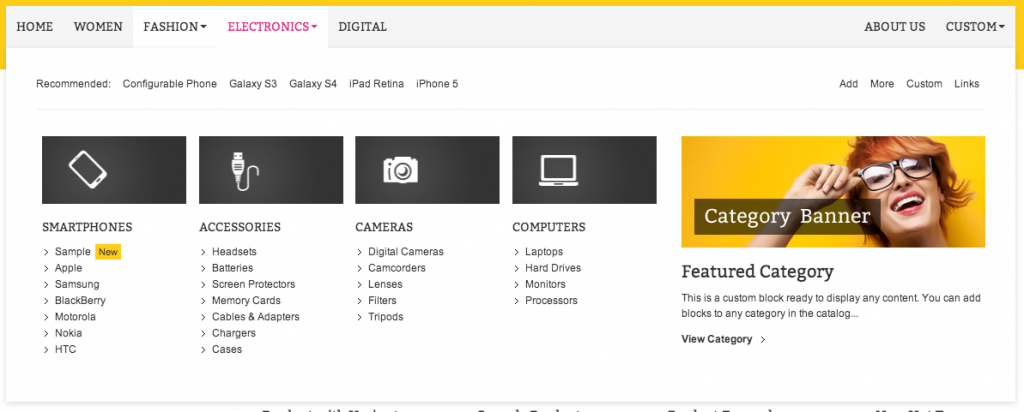 HOME WOMEN FASHION ELECTRONICS DIGITAL ABOUT US CUSTOM
Recommended: Configurable Phone Galaxy S3 Galaxy S4 iPad Retina iPhone 5 Add More Custom Links
SMARTPHONES
Sample New
Apple
Samsung
BlackBerry
Motorola
Nokia
HTC
ACCESSORIES
Headsets
Batteries
Screen Protectors
Memory Cards
Cables & Adapters
Chargers
Cases
CAMERAS
Digital Cameras
Camcorders
Lenses
Filters
Tripods
COMPUTERS
Laptops
Hard Drives
Monitors
Processors
Category Banner
Featured Category
This is a custom block ready to display any content. You can add
blocks to any category in the catalog...
View Category